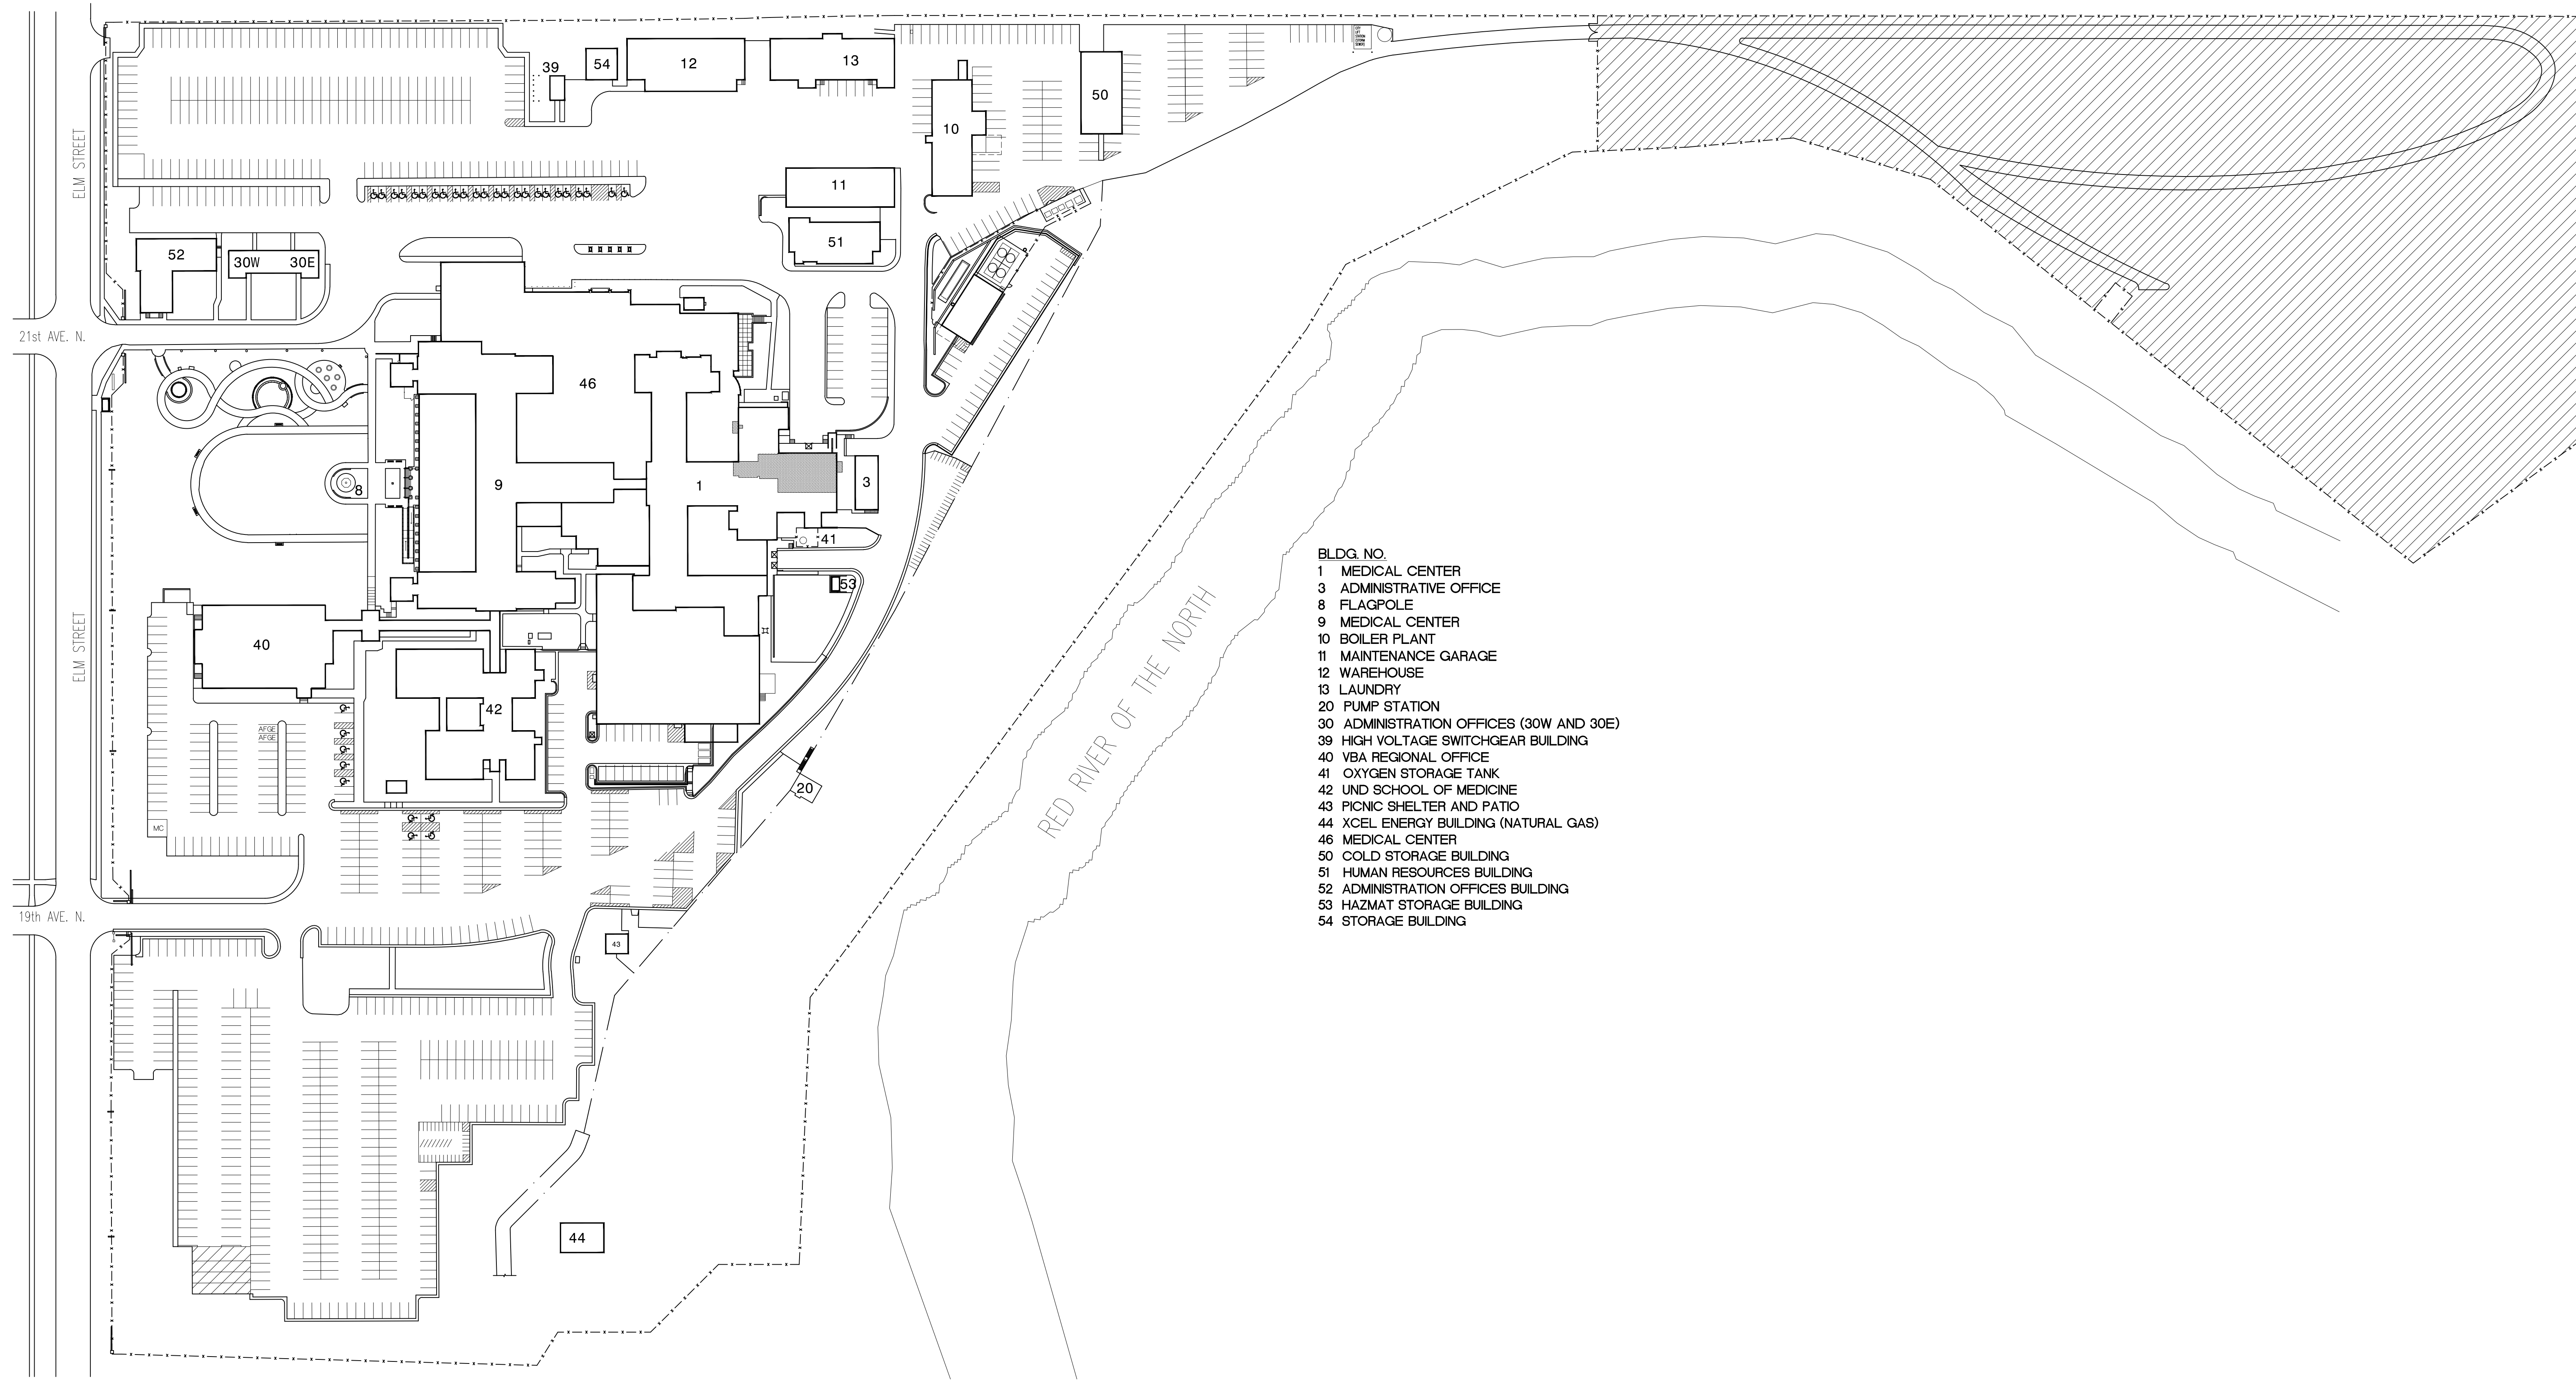 39
54
12
13
50
10
ELM STREET
11
51
52
30W
30E
21st AVE. N.
46
8
9
1
3
41
53
ELM STREET
40
42
AFGE
AFGE
20
MC
19th AVE. N.
43
44
RED RIVER OF THE NORTH
BLDG. NO.
1 MEDICAL CENTER
3 ADMINISTRATIVE OFFICE
8 FLAGPOLE
9 MEDICAL CENTER
10 BOILER PLANT
11 MAINTENANCE GARAGE
12 WAREHOUSE
13 LAUNDRY
20 PUMP STATION
30 ADMINISTRATION OFFICES (30W AND 30E)
39 HIGH VOLTAGE SWITCHGEAR BUILDING
40 VBA REGIONAL OFFICE
41 OXYGEN STORAGE TANK
42 UND SCHOOL OF MEDICINE
43 PICNIC SHELTER AND PATIO
44 XCEL ENERGY BUILDING (NATURAL GAS)
46 MEDICAL CENTER
50 COLD STORAGE BUILDING
51 HUMAN RESOURCES BUILDING
52 ADMINISTRATION OFFICES BUILDING
53 HAZMAT STORAGE BUILDING
54 STORAGE BUILDING